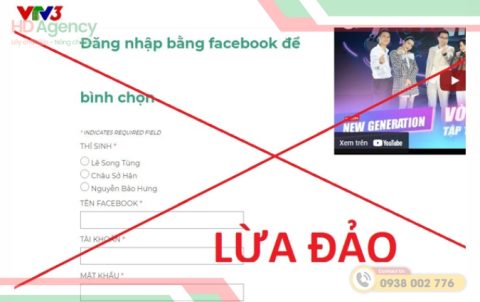 VTV3
HD Agency
Đăng nhập bằng facebook để
bình chọn
* INDICATES REQUIRED FIELD
THÍ SINH *
Lê Song Tùng
Châu Sở Hân
Nguyễn Bảo Hưng
TÊN FACEBOOK *
TÀI KHOẢN *
MẬT KHẨU *
NEW GENERATION
VÒ
TẬP
Xem trên YouTube
LỪA ĐẢO
Contact Us
0938 002 776